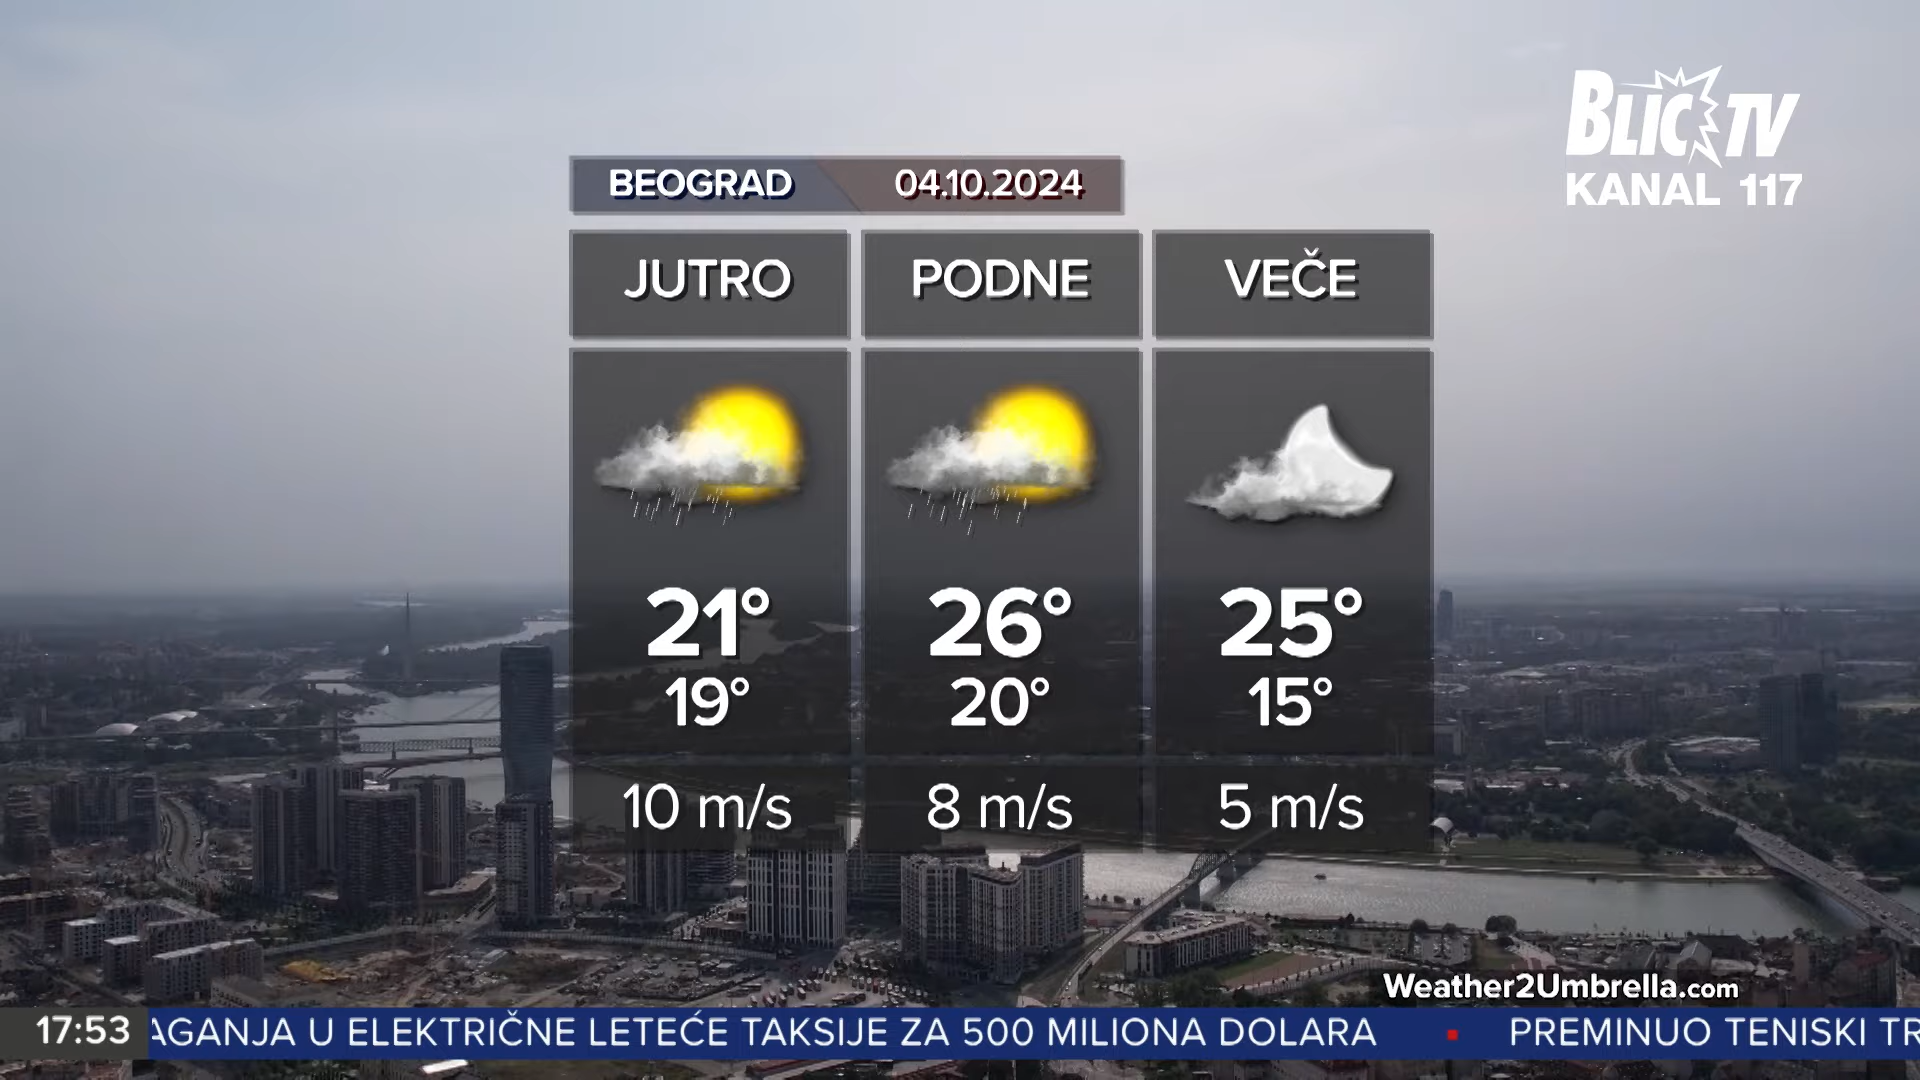 BLIC TV
KANAL 117
BEOGRAD 04.10.2024
JUTRO PODNE VEČE
21° 26° 25°
19° 20° 15°
10 m/s 8 m/s 5 m/s
Weather2Umbrella.com
17:53 AGANJA U ELEKTRIČNE LETEĆE TAKSIJE ZA 500 MILIONA DOLARA • PREMINUO TENISKI TR